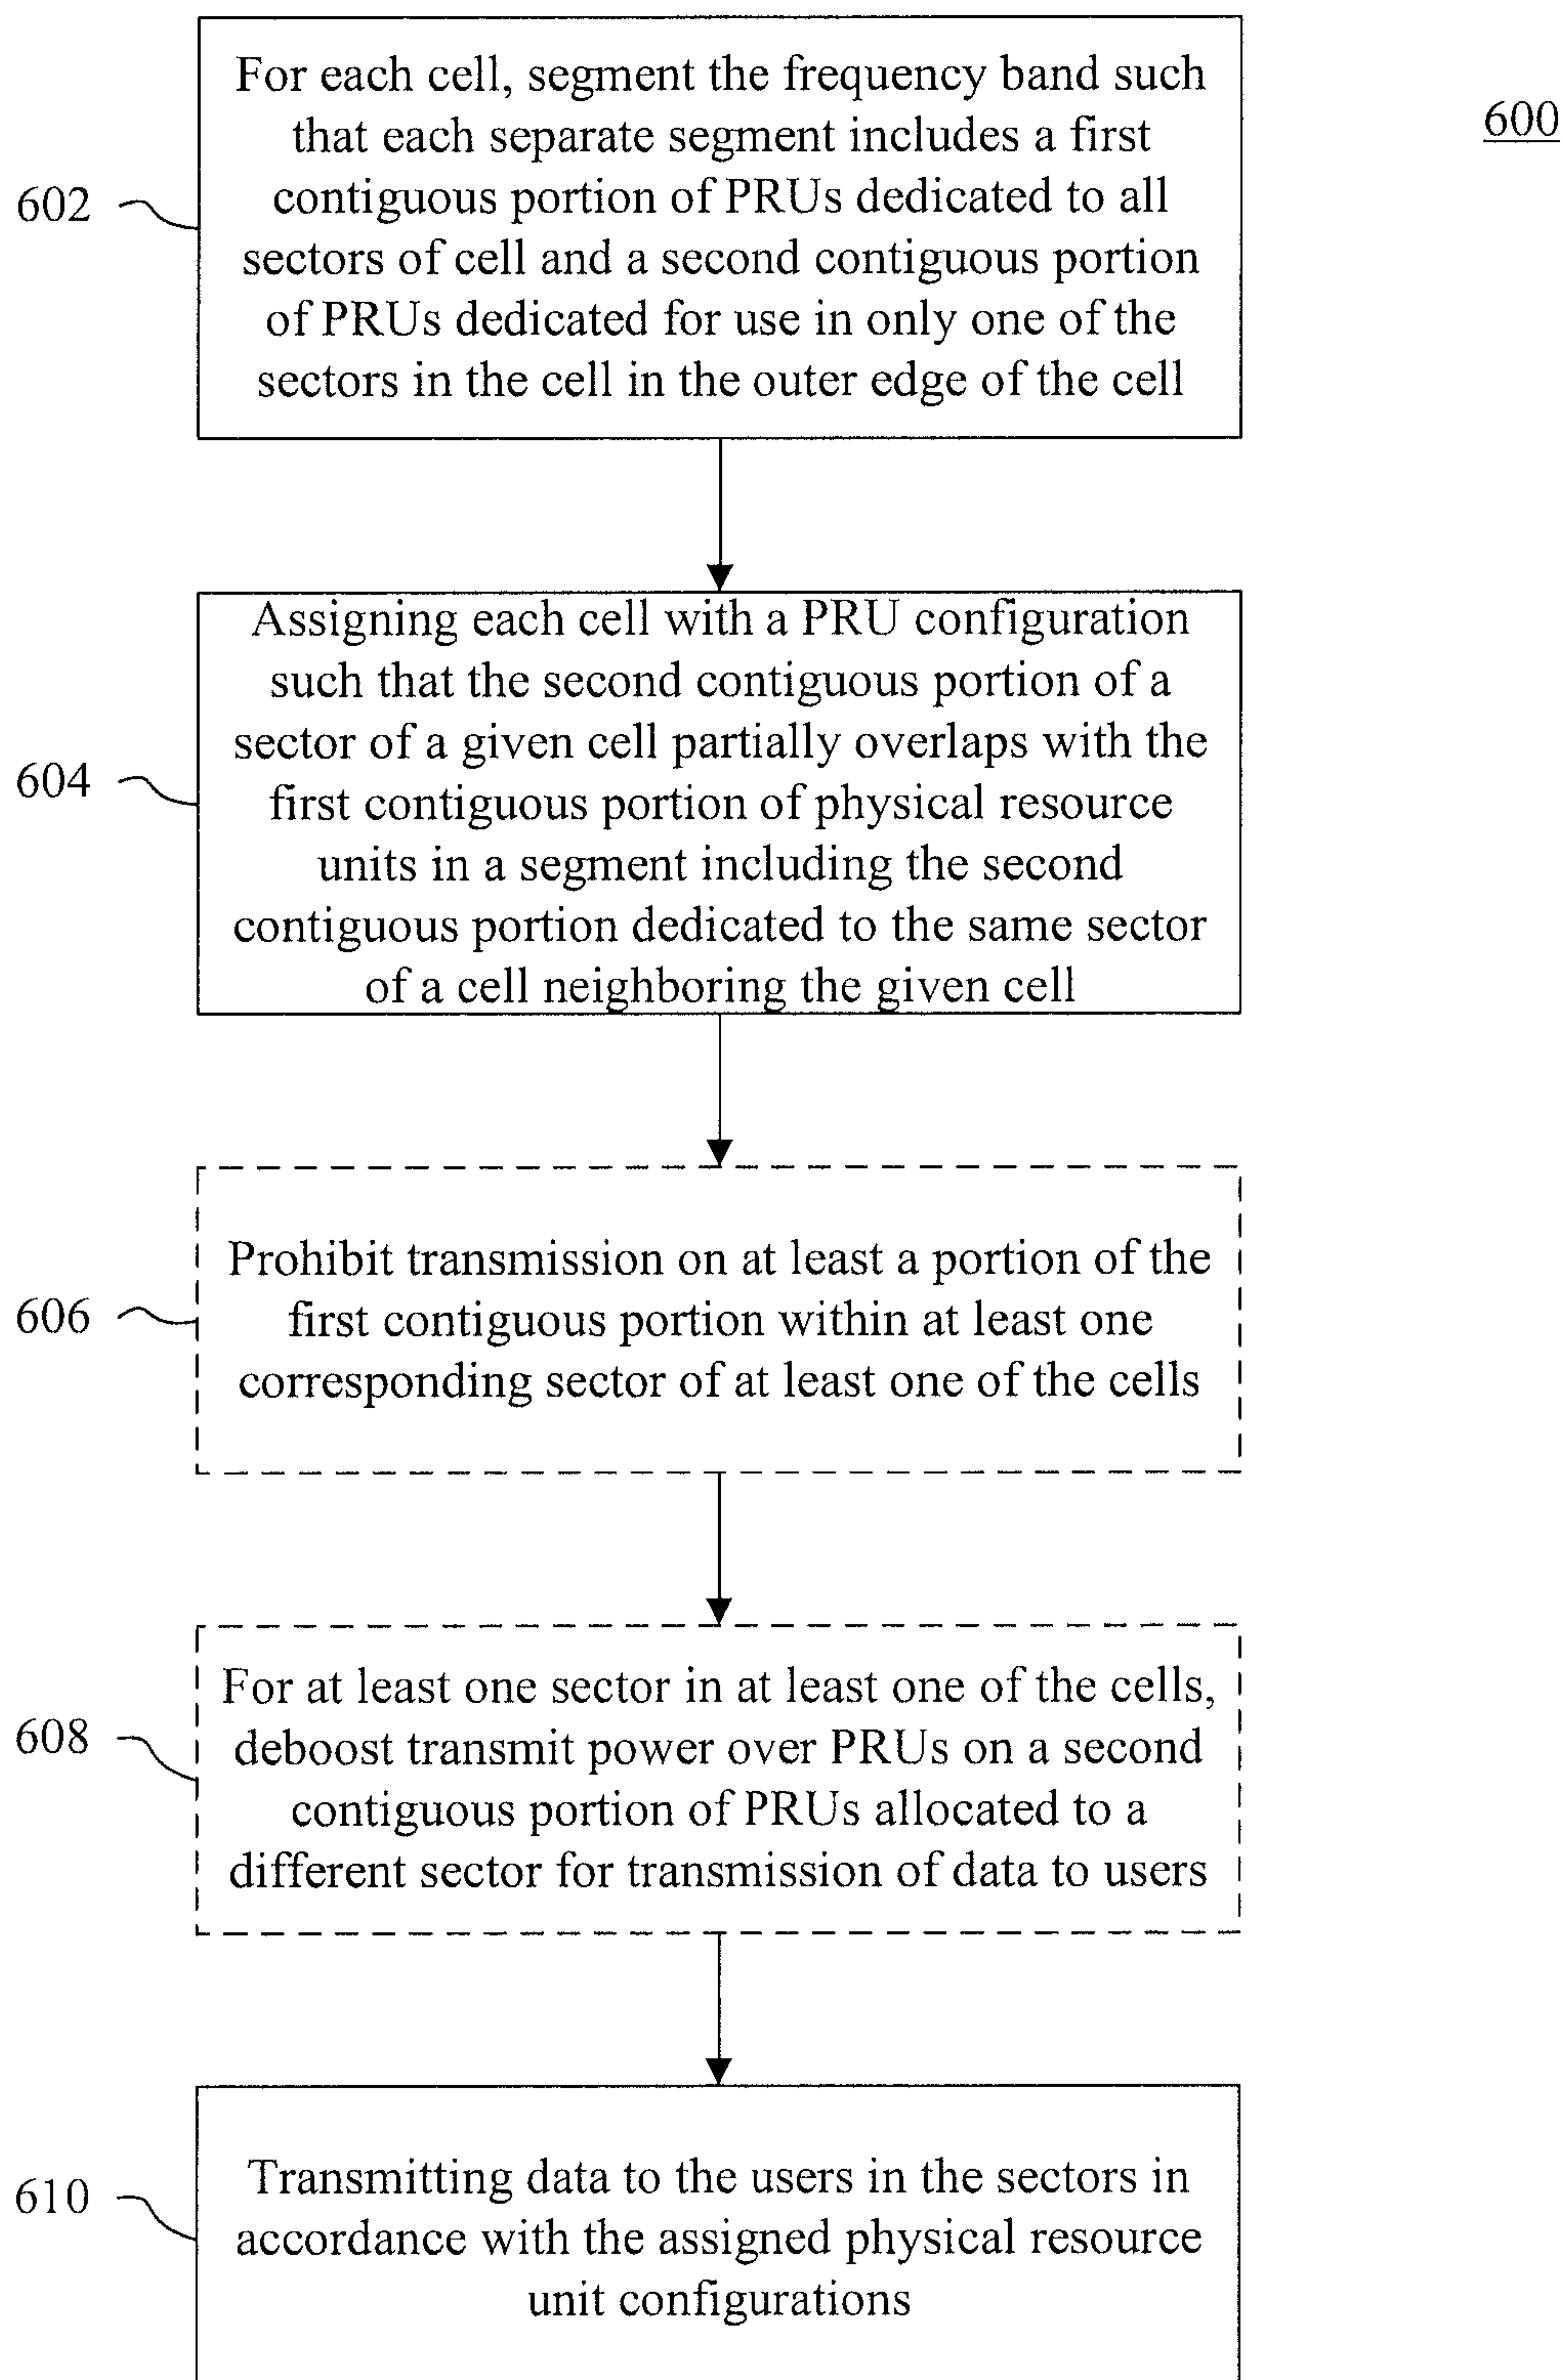 For each cell, segment the frequency band such
that each separate segment includes a first
contiguous portion of PRUs dedicated to all
sectors of cell and a second contiguous portion
of PRUs dedicated for use in only one of the
sectors in the cell in the outer edge of the cell
600
602
Assigning each cell with a PRU configuration
such that the second contiguous portion of a
sector of a given cell partially overlaps with the
first contiguous portion of physical resource
units in a segment including the second
contiguous portion dedicated to the same sector
of a cell neighboring the given cell
604
Prohibit transmission on at least a portion of the
first contiguous portion within at least one
corresponding sector of at least one of the cells
606
For at least one sector in at least one of the cells,
deboost transmit power over PRUs on a second
contiguous portion of PRUs allocated to a
different sector for transmission of data to users
608
Transmitting data to the users in the sectors in
accordance with the assigned physical resource
unit configurations
610